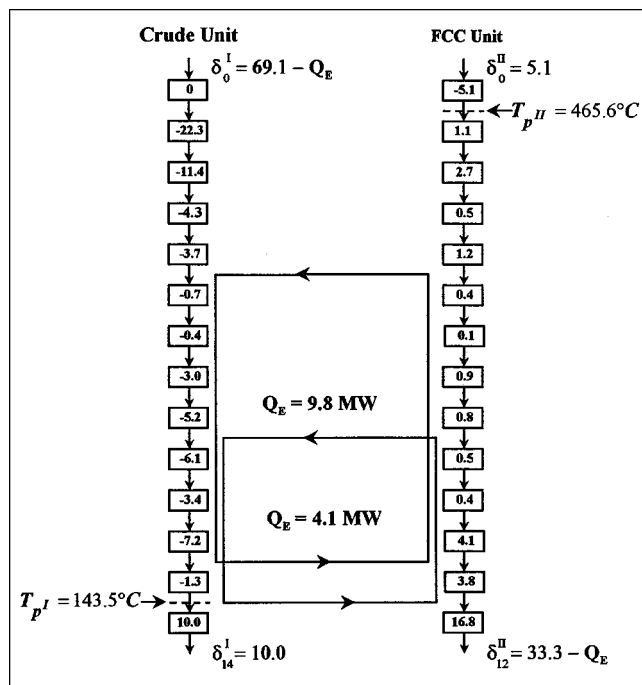 Crude Unit
FCC Unit
δ₀ᴵ = 69.1 – Q_E
δ₀ᴵᴵ = 5.1
0
-5.1
T_pᴵᴵ = 465.6°C
-22.3
1.1
-11.4
2.7
-4.3
0.5
-3.7
1.2
-0.7
0.4
-0.4
0.1
-3.0
0.9
Q_E = 9.8 MW
-5.2
0.8
-6.1
0.5
-3.4
0.4
Q_E = 4.1 MW
-7.2
4.1
-1.3
3.8
T_pᴵ = 143.5°C
10.0
16.8
δ₁₄ᴵ = 10.0
δ₁₂ᴵᴵ = 33.3 – Q_E